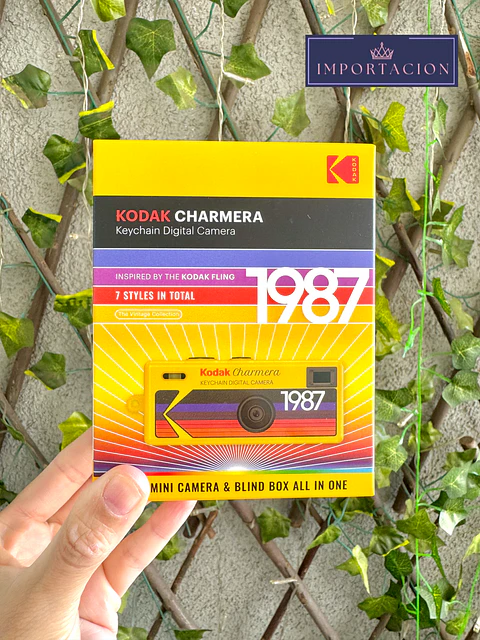 IMPORTACION
KODAK
KODAK CHARMERA
Keychain Digital Camera
INSPIRED BY THE KODAK FLING
1987
7 STYLES IN TOTAL
The Vintage Collection
Kodak Charmera
KEYCHAIN DIGITAL CAMERA
1987
MINI CAMERA & BLIND BOX ALL IN ONE